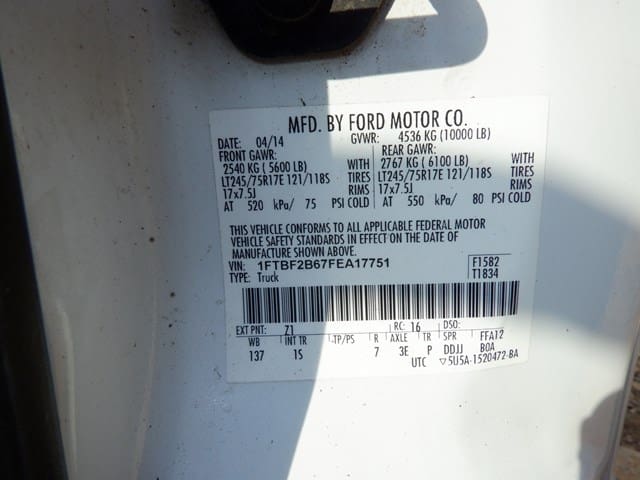 MFD. BY FORD MOTOR CO.
DATE: 04/14 GVWR: 4536 KG (10000 LB)
FRONT GAWR: REAR GAWR:
2540 KG ( 5600 LB) WITH 2767 KG ( 6100 LB) WITH
LT245/75R17E 121/118S TIRES LT245/75R17E 121/118S TIRES
17x7.5J RIMS 17x7.5J RIMS
AT 520 kPa/ 75 PSI COLD AT 550 kPa/ 80 PSI COLD
THIS VEHICLE CONFORMS TO ALL APPLICABLE FEDERAL MOTOR
VEHICLE SAFETY STANDARDS IN EFFECT ON THE DATE OF
MANUFACTURE SHOWN ABOVE.
VIN: 1FTBF2B67FEA17751 F1582
TYPE: Truck T1834
EXT PNT: Z1 RC: 16 DSO:
WB INT TR TP/PS R AXLE TR SPR FFA12
137 1S 7 3E P DDJJ BOA
UTC ▽5U5A-1520472-BA